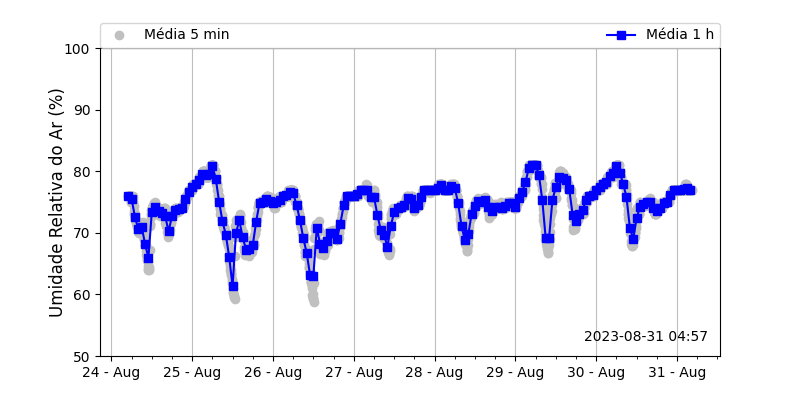 Média 5 min Média 1 h
100
90
80
70
60
50
Umidade Relativa do Ar (%)
2023-08-31 04:57
24 - Aug 25 - Aug 26 - Aug 27 - Aug 28 - Aug 29 - Aug 30 - Aug 31 - Aug